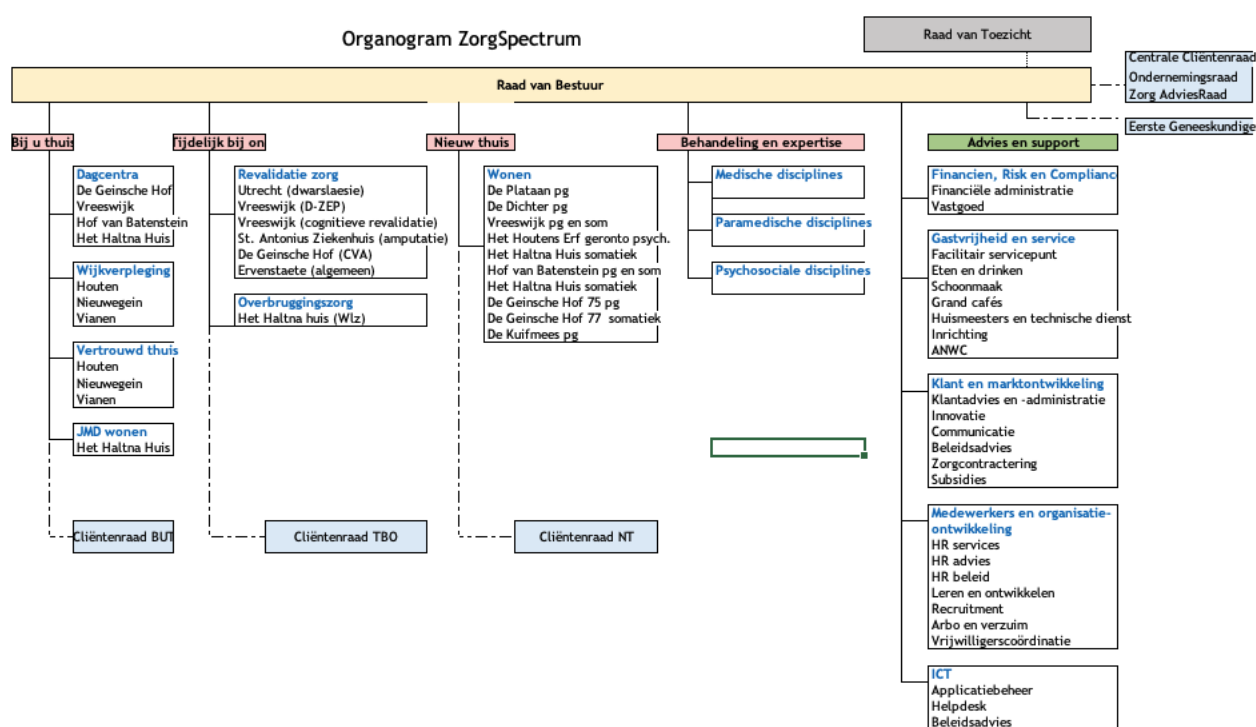 Organogram ZorgSpectrum
Raad van Toezicht
Raad van Bestuur
Centrale Cliëntenraad
Ondernemingsraad
Zorg AdviesRaad
Eerste Geneeskundige
Bij u thuis
Dagcentra
De Geinsche Hof
Vreeswijk
Hof van Batenstein
Het Haltna Huis
Wijkverpleging
Houten
Nieuwegein
Vianen
Vertrouwd thuis
Houten
Nieuwegein
Vianen
JMD wonen
Het Haltna Huis
Cliëntenraad BUT
Tijdelijk bij on
Revalidatie zorg
Utrecht (dwarslaesie)
Vreeswijk (D-ZEP)
Vreeswijk (cognitieve revalidatie)
St. Antonius Ziekenhuis (amputatie)
De Geinsche Hof (CVA)
Ervenstaete (algemeen)
Overbruggingszorg
Het Haltna huis (Wlz)
Cliëntenraad TBO
Nieuw thuis
Wonen
De Plataan pg
De Dichter pg
Vreeswijk pg en som
Het Houtens Erf geronto psych.
Het Haltna Huis somatiek
Hof van Batenstein pg en som
Het Haltna Huis somatiek
De Geinsche Hof 75 pg
De Geinsche Hof 77 somatiek
De Kuifmees pg
Cliëntenraad NT
Behandeling en expertise
Medische disciplines
Paramedische disciplines
Psychosociale disciplines
Advies en support
Financien, Risk en Compliance
Financiële administratie
Vastgoed
Gastvrijheid en service
Facilitair servicepunt
Eten en drinken
Schoonmaak
Grand cafés
Huismeesters en technische dienst
Inrichting
ANWC
Klant en marktontwikkeling
Klantadvies en -administratie
Innovatie
Communicatie
Beleidsadvies
Zorgcontractering
Subsidies
Medewerkers en organisatie-
ontwikkeling
HR services
HR advies
HR beleid
Leren en ontwikkelen
Recruitment
Arbo en verzuim
Vrijwilligerscoördinatie
ICT
Applicatiebeheer
Helpdesk
Beleidsadvies